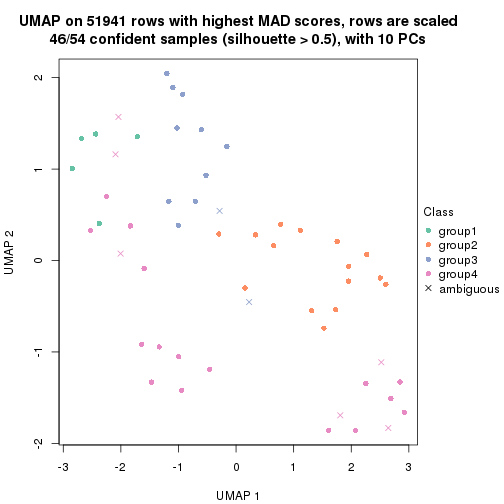 UMAP on 51941 rows with highest MAD scores, rows are scaled
46/54 confident samples (silhouette > 0.5), with 10 PCs
2
1
0
-1
-2
UMAP 2
-3
-2
-1
0
1
2
3
UMAP 1
Class
group1
group2
group3
group4
ambiguous